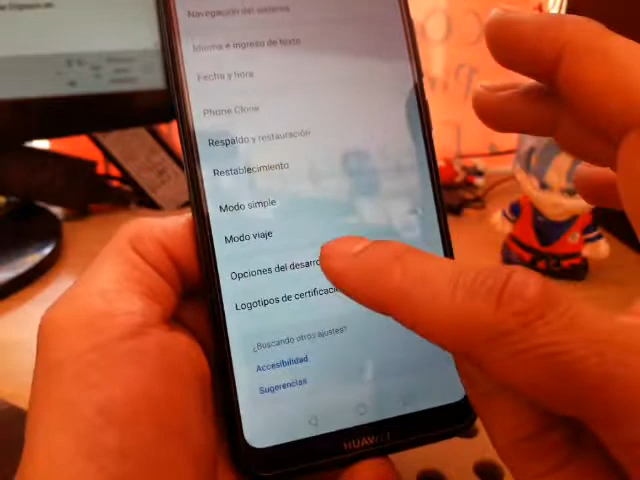 Navegación del sistema
Idioma e ingreso de texto
Fecha y hora
Phone Clone
Respaldo y restauración
Restablecimiento
Modo simple
Modo viaje
Opciones del desarro
Logotipos de certificaci
¿Buscando otros ajustes?
Accesibilidad
Sugerencias
HUAWEI